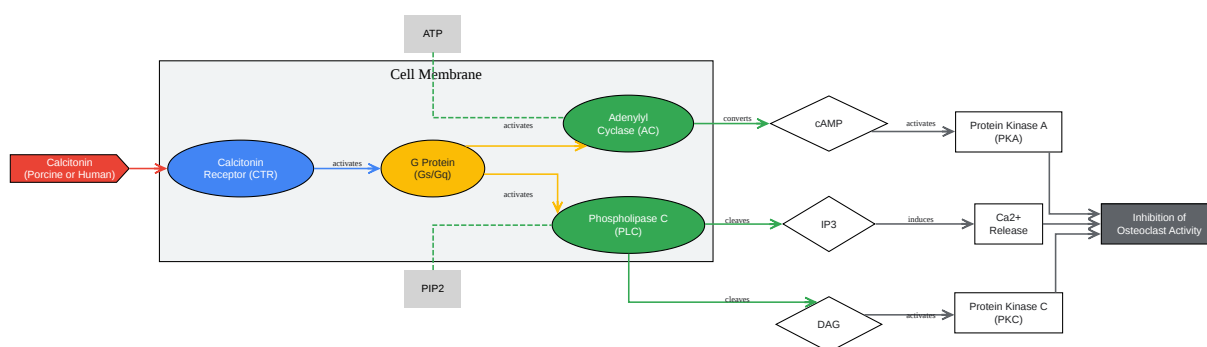 ATP
Cell Membrane
Calcitonin
(Porcine or Human)
Calcitonin
Receptor (CTR)
activates
G Protein
(Gs/Gq)
activates
activates
Adenylyl
Cyclase (AC)
Phospholipase C
(PLC)
PIP2
converts
cleaves
cleaves
cAMP
IP3
DAG
activates
induces
activates
Protein Kinase A
(PKA)
Ca2+
Release
Protein Kinase C
(PKC)
Inhibition of
Osteoclast Activity